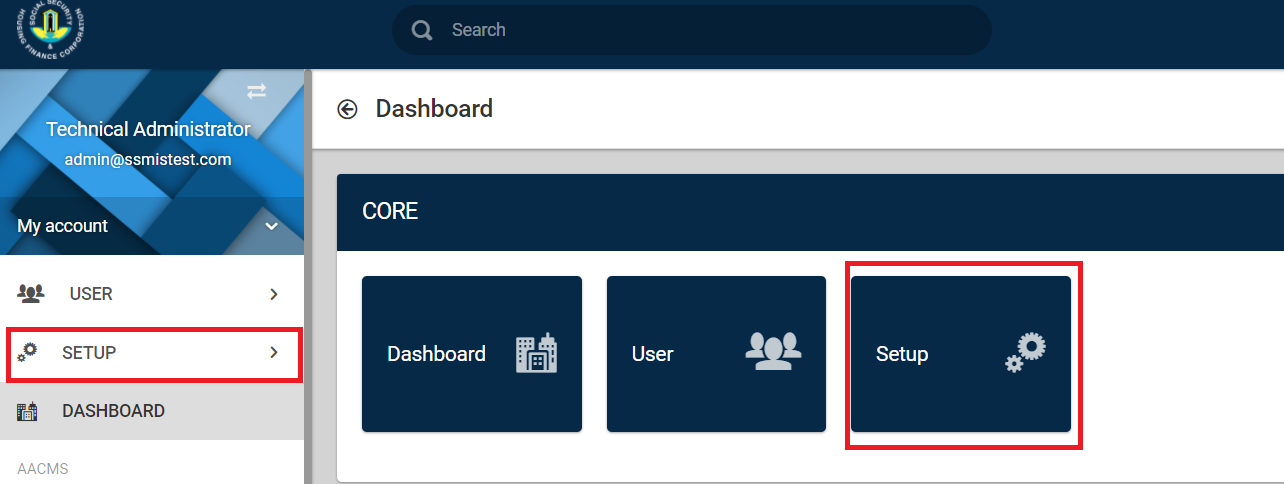 SOCIAL SECURITY
&
HOUSING FINANCE CORPORATION
Search
Technical Administrator
admin@ssmistest.com
My account
USER
SETUP
DASHBOARD
AACMS
Dashboard
CORE
Dashboard
User
Setup